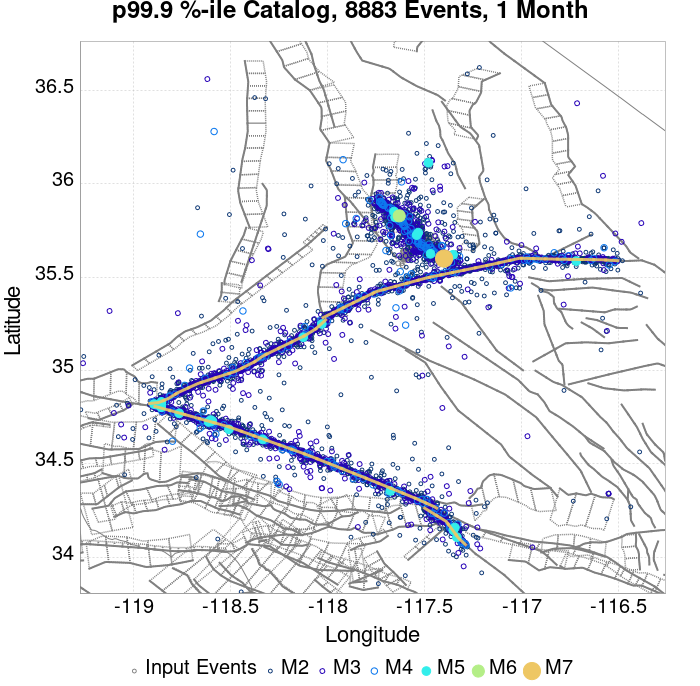 p99.9 %-ile Catalog, 8883 Events, 1 Month
Latitude
36.5
36
35.5
35
34.5
34
-119 -118.5 -118 -117.5 -117 -116.5
Longitude
Input Events M2 M3 M4 M5 M6 M7